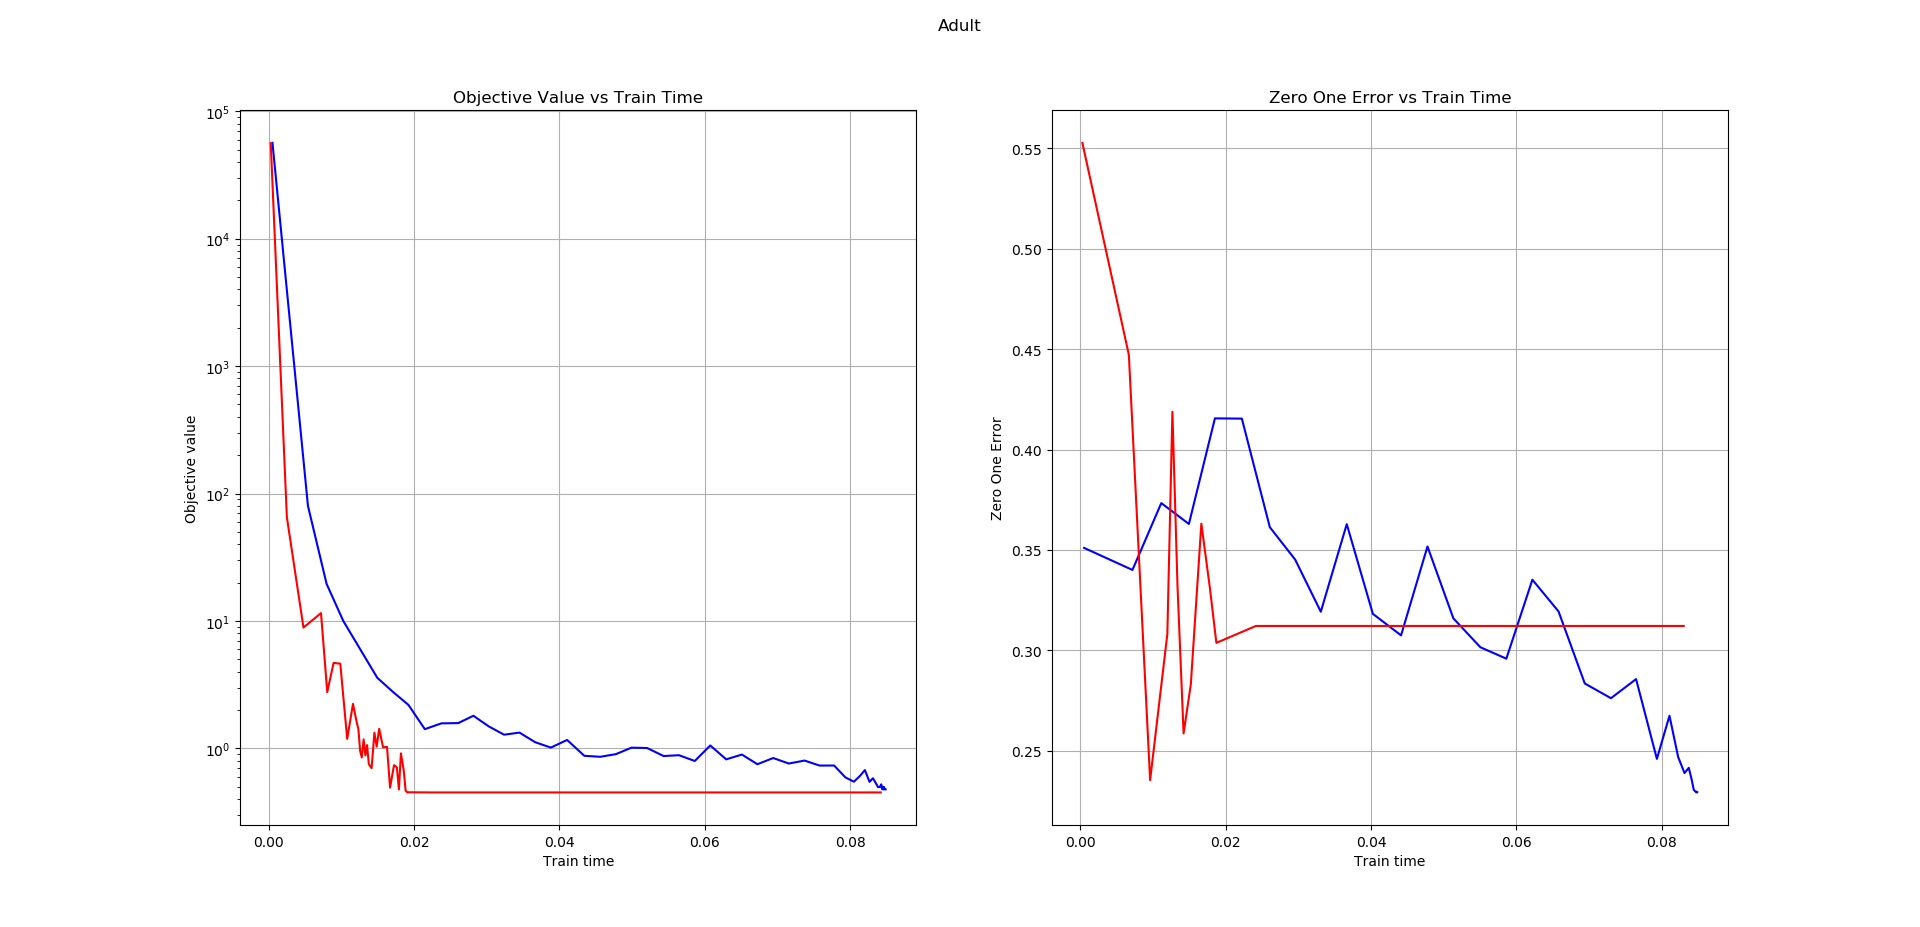 Adult
Objective Value vs Train Time
Objective value
10^5
10^4
10^3
10^2
10^1
10^0
0.00 0.02 0.04 0.06 0.08
Train time
Zero One Error vs Train Time
Zero One Error
0.55
0.50
0.45
0.40
0.35
0.30
0.25
0.00 0.02 0.04 0.06 0.08
Train time